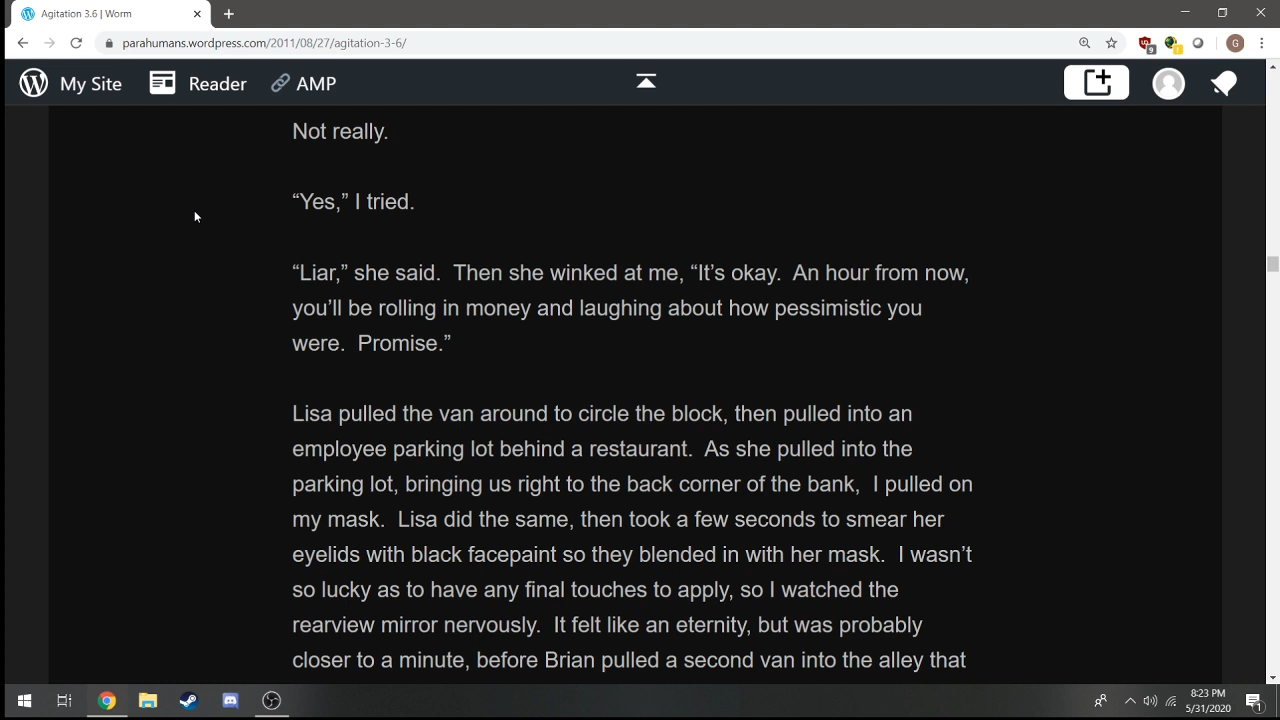 Agitation 3.6 | Worm
parahumans.wordpress.com/2011/08/27/agitation-3-6/
9
1
G
My Site
Reader
AMP
Not really.
“Yes,” I tried.
“Liar,” she said.  Then she winked at me, “It’s okay.  An hour from now,
you’ll be rolling in money and laughing about how pessimistic you
were.  Promise.”
Lisa pulled the van around to circle the block, then pulled into an
employee parking lot behind a restaurant.  As she pulled into the
parking lot, bringing us right to the back corner of the bank,  I pulled on
my mask.  Lisa did the same, then took a few seconds to smear her
eyelids with black facepaint so they blended in with her mask.  I wasn’t
so lucky as to have any final touches to apply, so I watched the
rearview mirror nervously.  It felt like an eternity, but was probably
closer to a minute, before Brian pulled a second van into the alley that
8:23 PM
5/31/2020
1